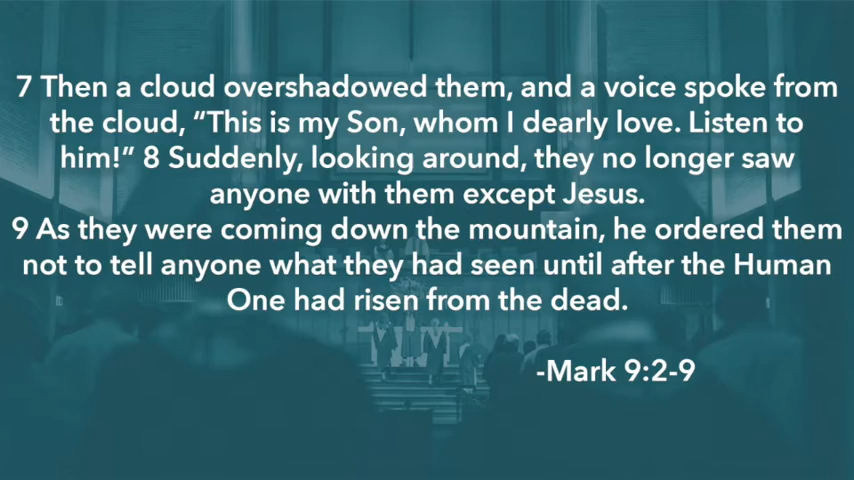 7 Then a cloud overshadowed them, and a voice spoke from
the cloud, “This is my Son, whom I dearly love. Listen to
him!” 8 Suddenly, looking around, they no longer saw
anyone with them except Jesus.
9 As they were coming down the mountain, he ordered them
not to tell anyone what they had seen until after the Human
One had risen from the dead.
-Mark 9:2-9